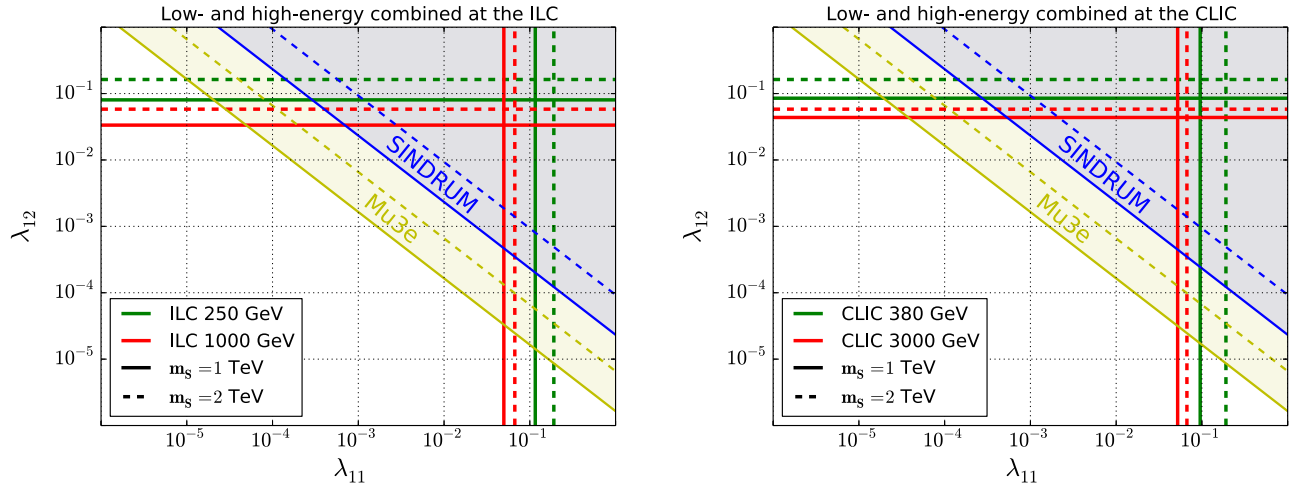 Low- and high-energy combined at the ILC
10⁻¹
10⁻²
10⁻³
10⁻⁴
10⁻⁵
λ₁₂
SINDRUM
Mu3e
ILC 250 GeV
ILC 1000 GeV
m_S = 1 TeV
m_S = 2 TeV
10⁻⁵ 10⁻⁴ 10⁻³ 10⁻² 10⁻¹
λ₁₁
Low- and high-energy combined at the CLIC
10⁻¹
10⁻²
10⁻³
10⁻⁴
10⁻⁵
λ₁₂
SINDRUM
Mu3e
CLIC 380 GeV
CLIC 3000 GeV
m_S = 1 TeV
m_S = 2 TeV
10⁻⁵ 10⁻⁴ 10⁻³ 10⁻² 10⁻¹
λ₁₁